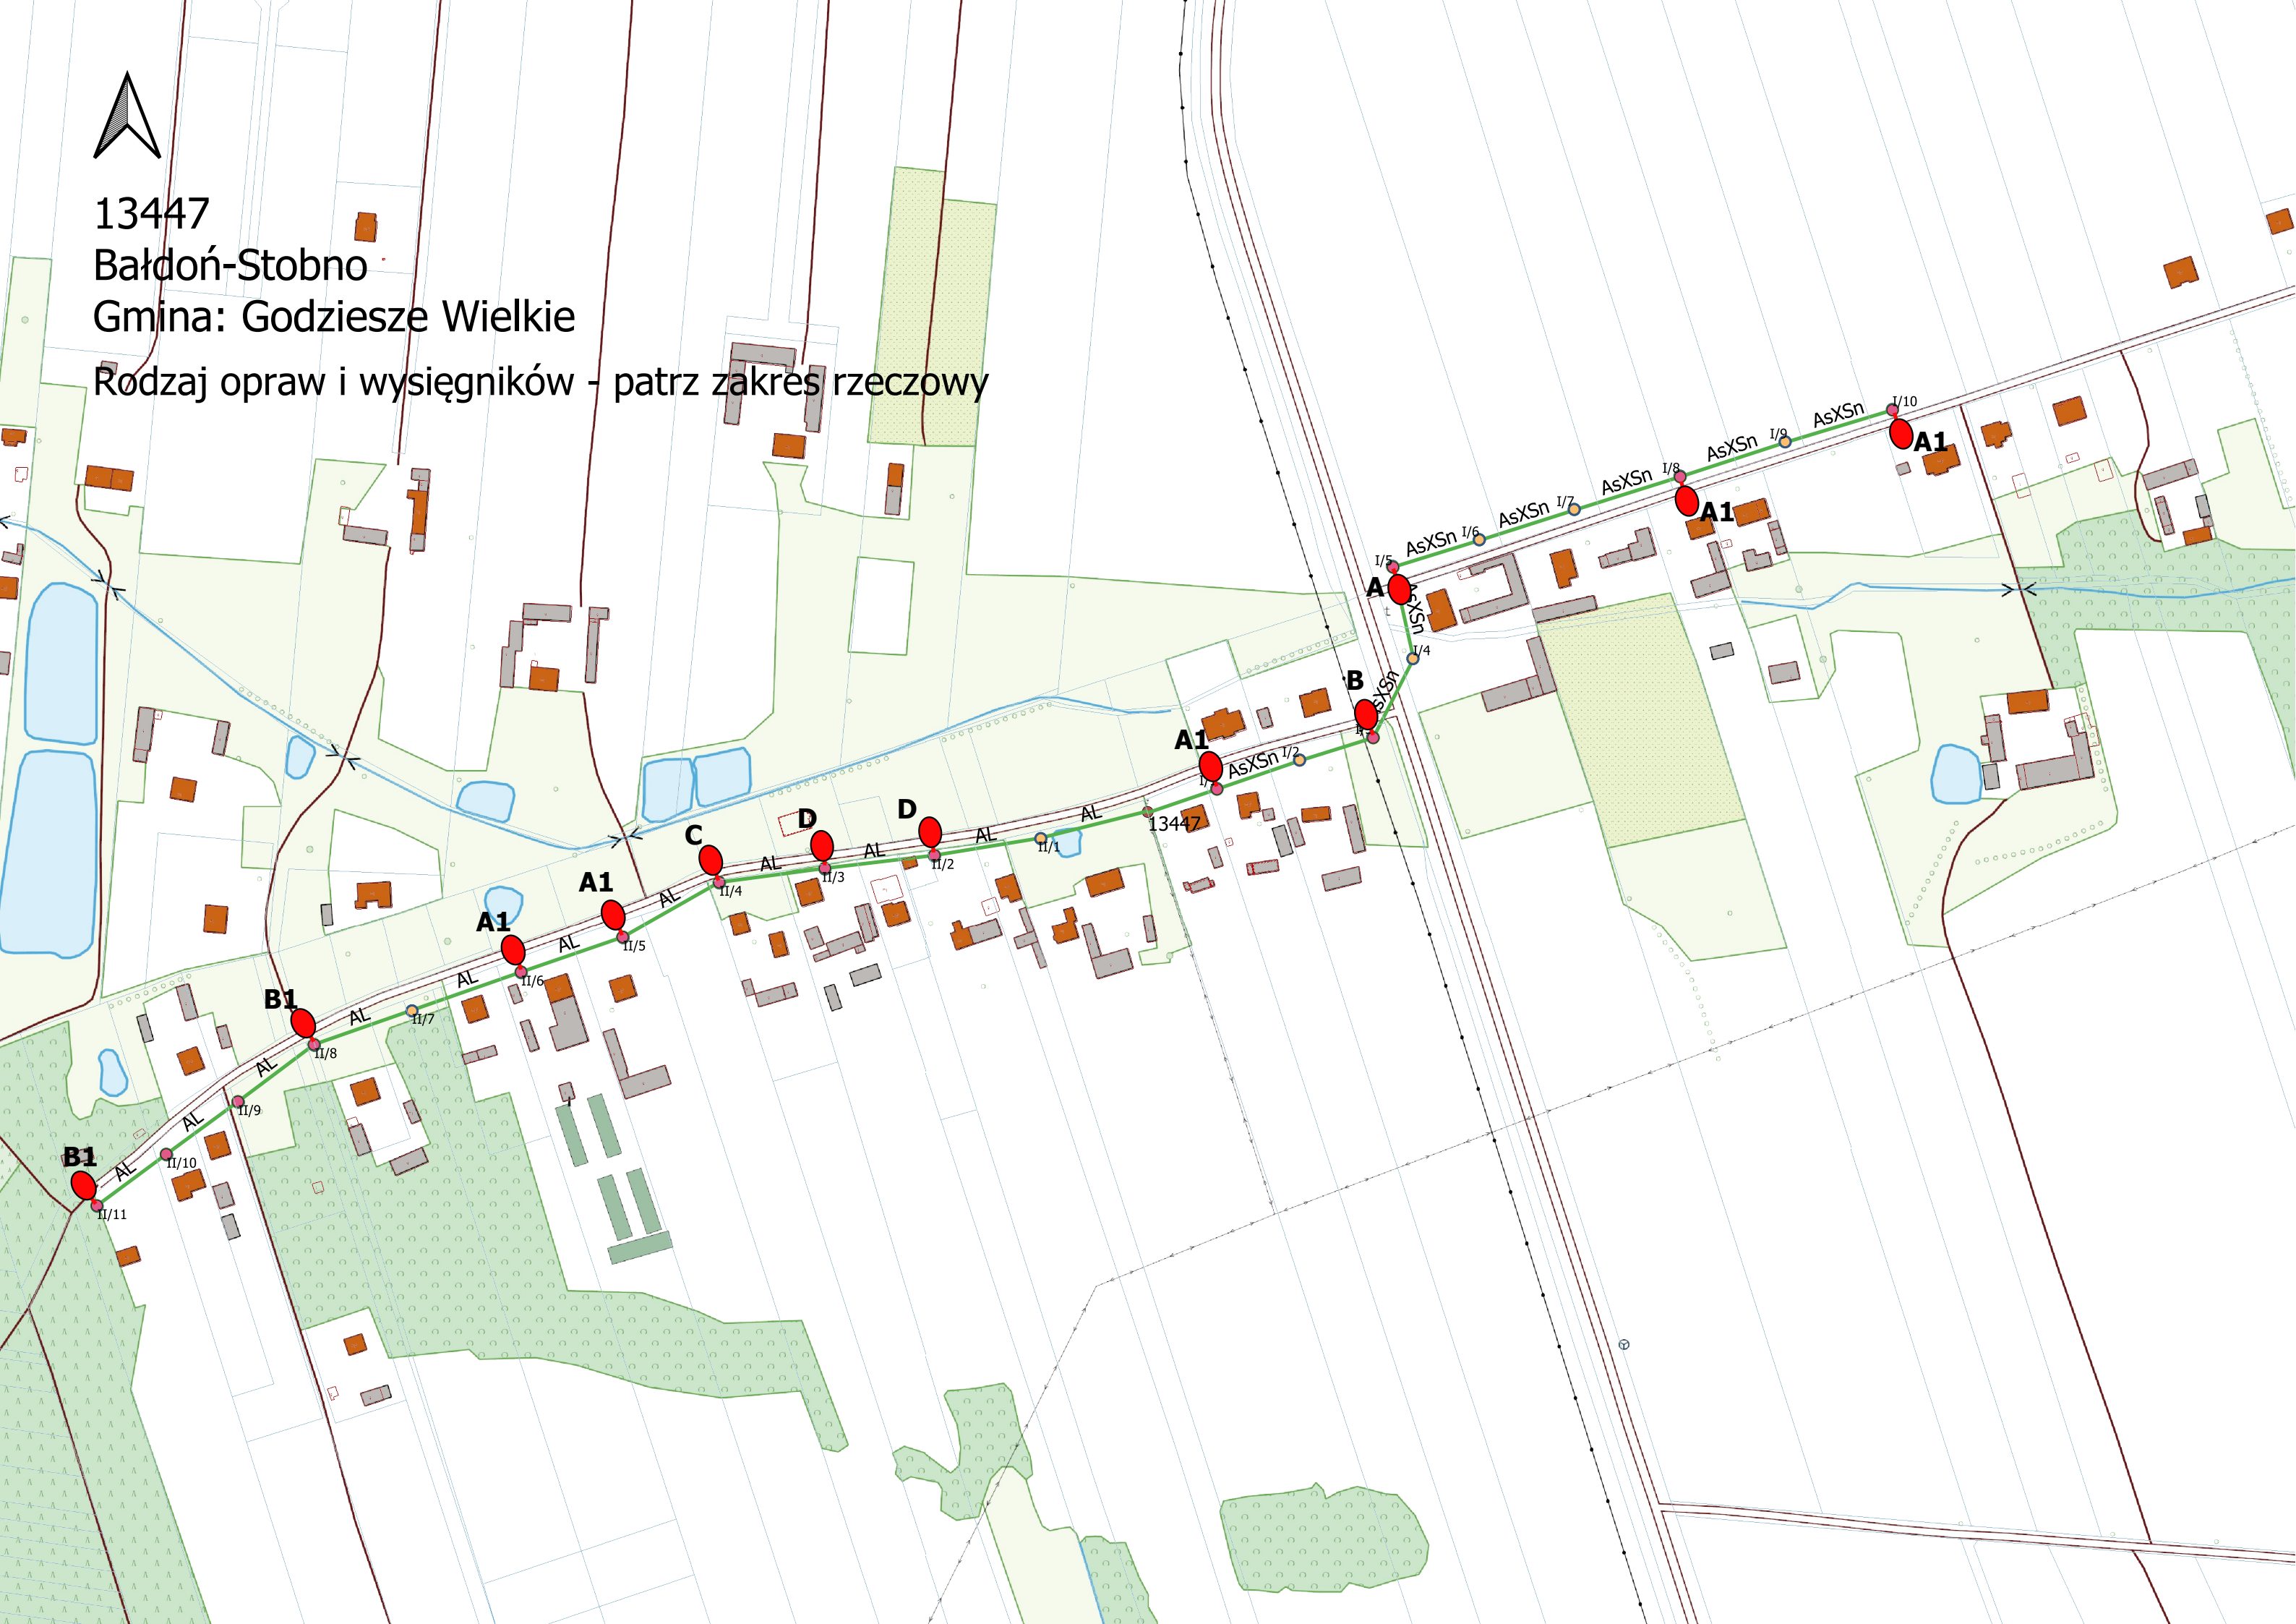 13447
Bałdoń-Stobno
Gmina: Godziesze Wielkie
Rodzaj opraw i wysięgników - patrz zakres rzeczowy
I/10
A1
AsXSn
I/9
AsXSn
I/8
A1
AsXSn
I/7
AsXSn
I/6
AsXSn
I/5
A
AsXSn
I/4
AsXSn
B
I/2
AsXSn
A1
13447
AL
II/1
AL
D
II/2
AL
D
II/3
AL
C
II/4
AL
A1
II/5
AL
A1
II/6
AL
II/7
AL
B1
II/8
AL
II/9
AL
II/10
AL
B1
II/11